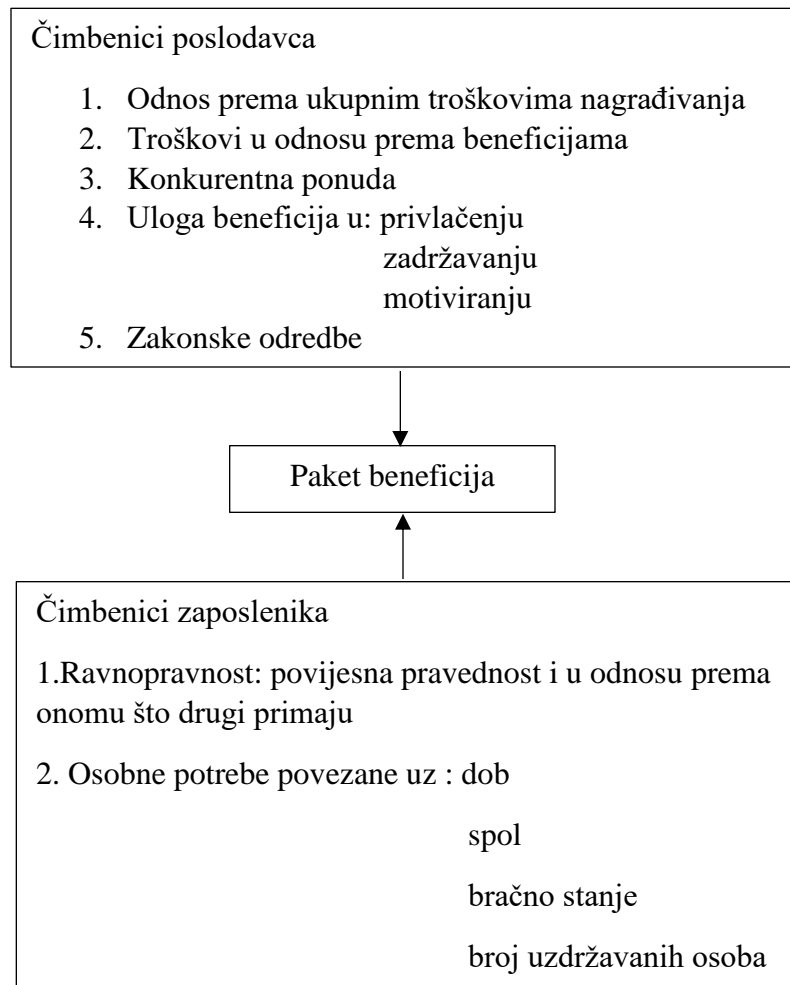 Čimbenici poslodavca
1. Odnos prema ukupnim troškovima nagrađivanja
2. Troškovi u odnosu prema beneficijama
3. Konkurentna ponuda
4. Uloga beneficija u: privlačenju
zadržavanju
motiviranju
5. Zakonske odredbe
Paket beneficija
Čimbenici zaposlenika
1.Ravnopravnost: povijesna pravednost i u odnosu prema
onomu što drugi primaju
2. Osobne potrebe povezane uz : dob
spol
bračno stanje
broj uzdržavanih osoba